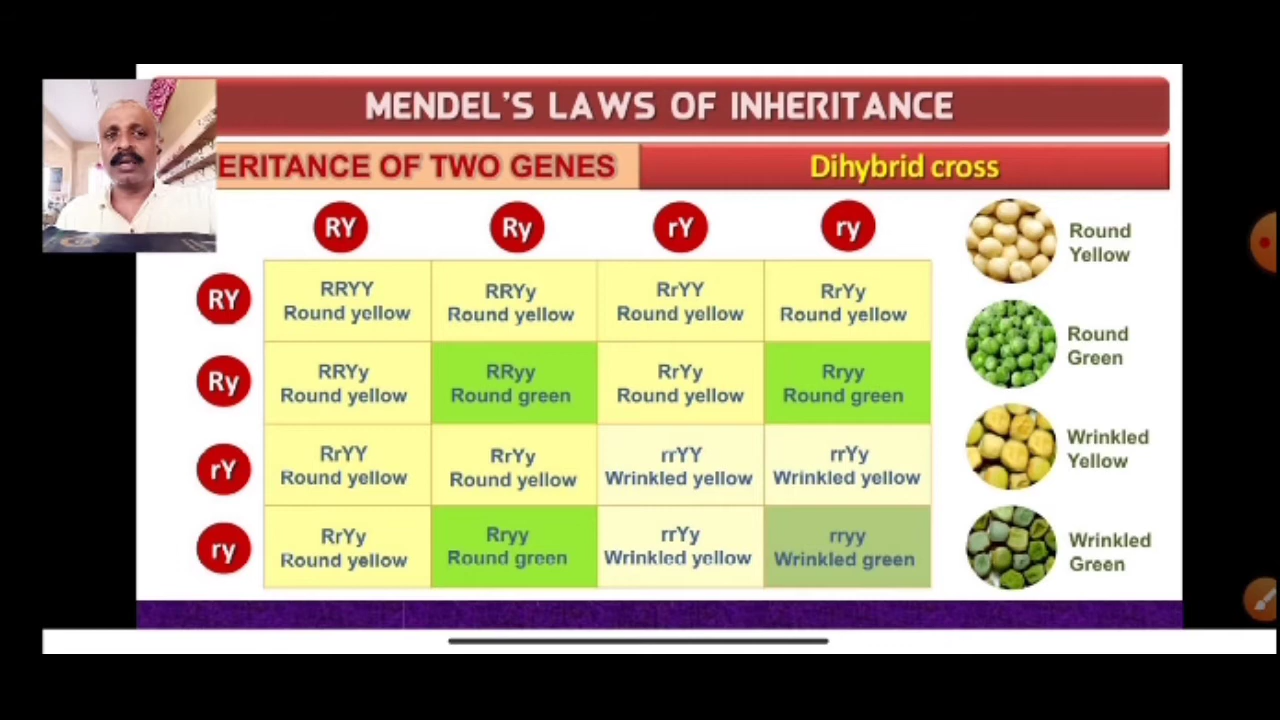 MENDEL'S LAWS OF INHERITANCE
ERITANCE OF TWO GENES
Dihybrid cross
RY
Ry
rY
ry
Round
Yellow
RY
RRYY
Round yellow
RRYy
Round yellow
RrYY
Round yellow
RrYy
Round yellow
Round
Green
Ry
RRYy
Round yellow
RRyy
Round green
RrYy
Round yellow
Rryy
Round green
Wrinkled
Yellow
rY
RrYY
Round yellow
RrYy
Round yellow
rrYY
Wrinkled yellow
rrYy
Wrinkled yellow
Wrinkled
Green
ry
RrYy
Round yellow
Rryy
Round green
rrYy
Wrinkled yellow
rryy
Wrinkled green